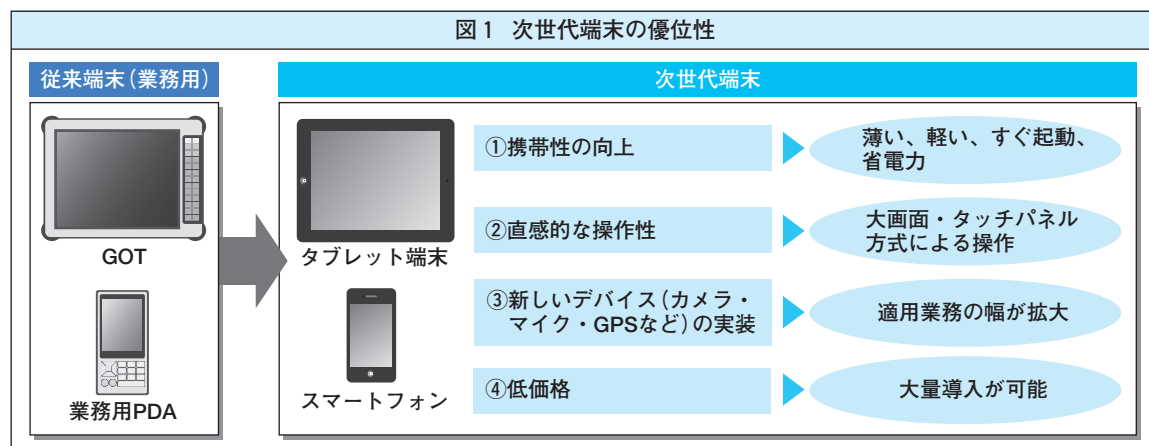 図1 次世代端末の優位性
従来端末(業務用)
GOT
業務用PDA
次世代端末
タブレット端末
スマートフォン
①携帯性の向上
薄い、軽い、すぐ起動、
省電力
②直感的な操作性
大画面・タッチパネル
方式による操作
③新しいデバイス(カメラ・
マイク・GPSなど)の実装
適用業務の幅が拡大
④低価格
大量導入が可能